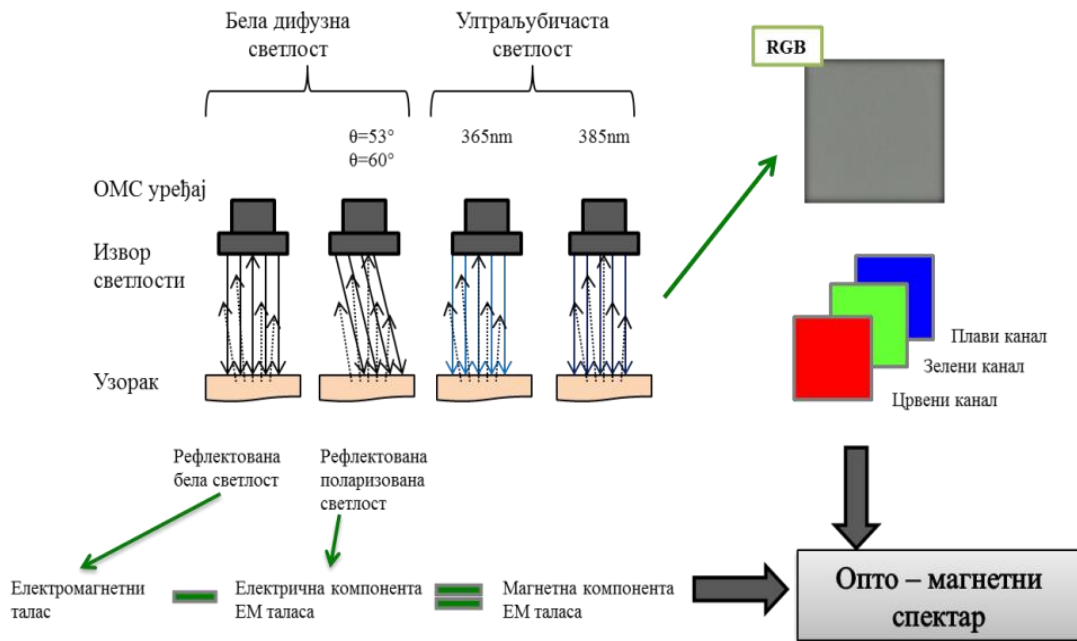 Бела дифузна
светлост
Ултраљубичаста
светлост
RGB
θ=53°
θ=60°
365nm
385nm
ОМС уређај
Извор
светлости
Узорак
Плави канал
Зелени канал
Црвени канал
Рефлектована
бела светлост
Рефлектована
поларизована
светлост
Електромагнетни
талас
Електрична компонента
ЕМ таласа
Магнетна компонента
ЕМ таласа
Опто – магнетни
спектар